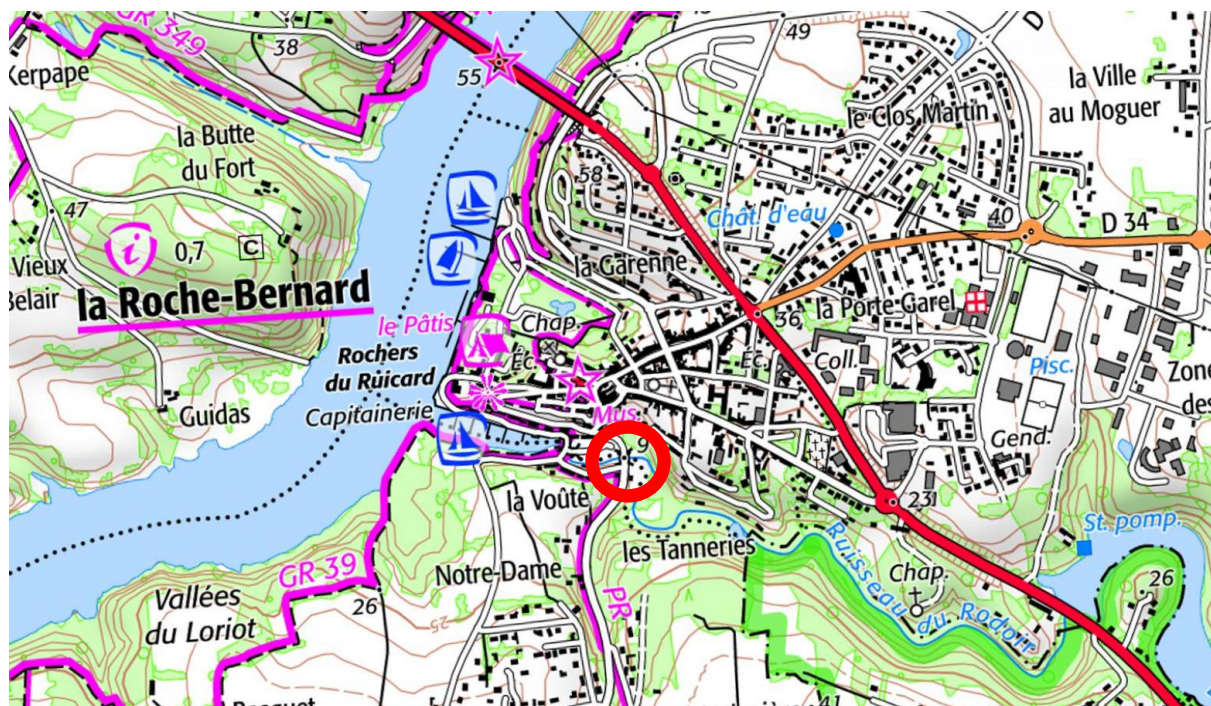 GR 349
38
Kerpape
55
49
D
la Ville
au Moguer
la Butte
du Fort
le Clos Martin
58
47
i
0,7
C
Vieux
Belair
Chât. d'eau
40
D 34
la Garenne
la Roche-Bernard
la Porte Garel
36
le Pâtis
Chap.
Rochers
du Ruicard
Éc.
Éc.
Coll.
Pisc.
Zone
des
Guidas
Capitainerie
Mus.
H
Gend.
9
la Voûte
23
St. pomp.
les Tanneries
GR 39
Notre-Dame
Ruisseau du Rodoir
Chap.
26
Vallées
du Loriot
26
25
PR
41